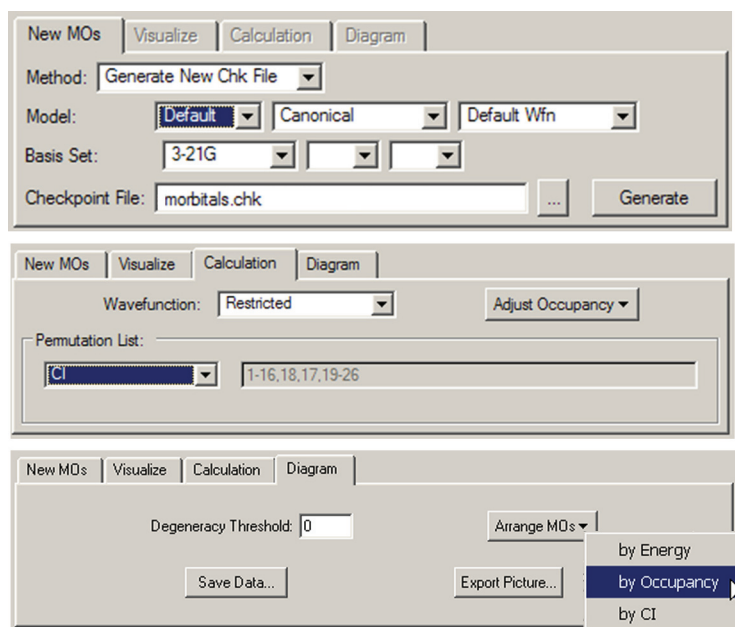 New MOs Visualize Calculation Diagram
Method: Generate New Chk File
Model: Default Canonical Default Wfn
Basis Set: 3-21G
Checkpoint File: morbitals.chk ... Generate
New MOs Visualize Calculation Diagram
Wavefunction: Restricted Adjust Occupancy
Permutation List:
CI 1-16,18,17,19-26
New MOs Visualize Calculation Diagram
Degeneracy Threshold: 0 Arrange MOs
by Energy
Save Data... Export Picture... by Occupancy
by CI